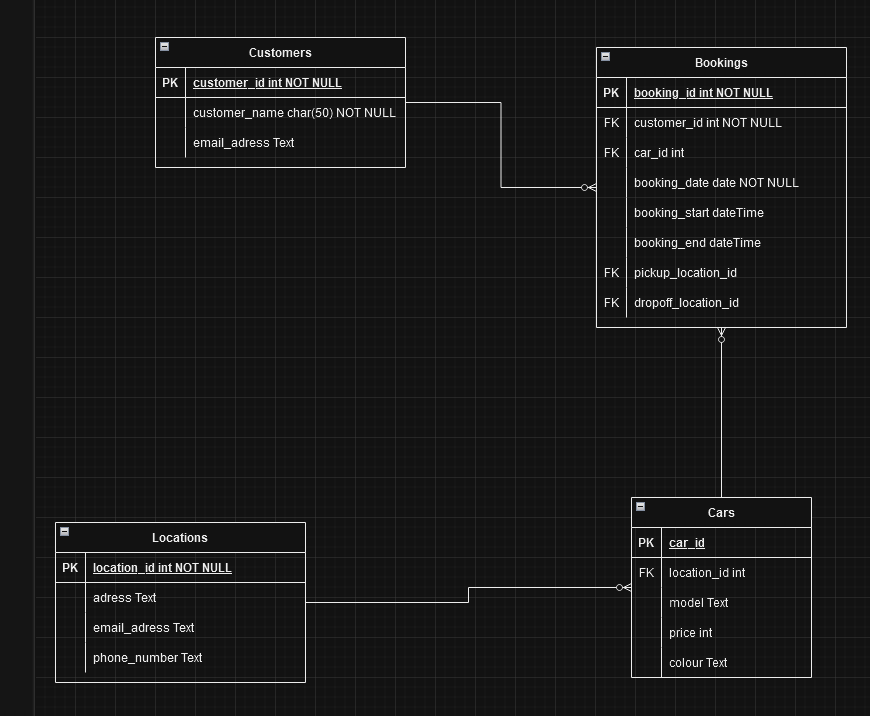 Customers
PK customer_id int NOT NULL
customer_name char(50) NOT NULL
email_adress Text
Bookings
PK booking_id int NOT NULL
FK customer_id int NOT NULL
FK car_id int
booking_date date NOT NULL
booking_start dateTime
booking_end dateTime
FK pickup_location_id
FK dropoff_location_id
Locations
PK location_id int NOT NULL
adress Text
email_adress Text
phone_number Text
Cars
PK car_id
FK location_id int
model Text
price int
colour Text